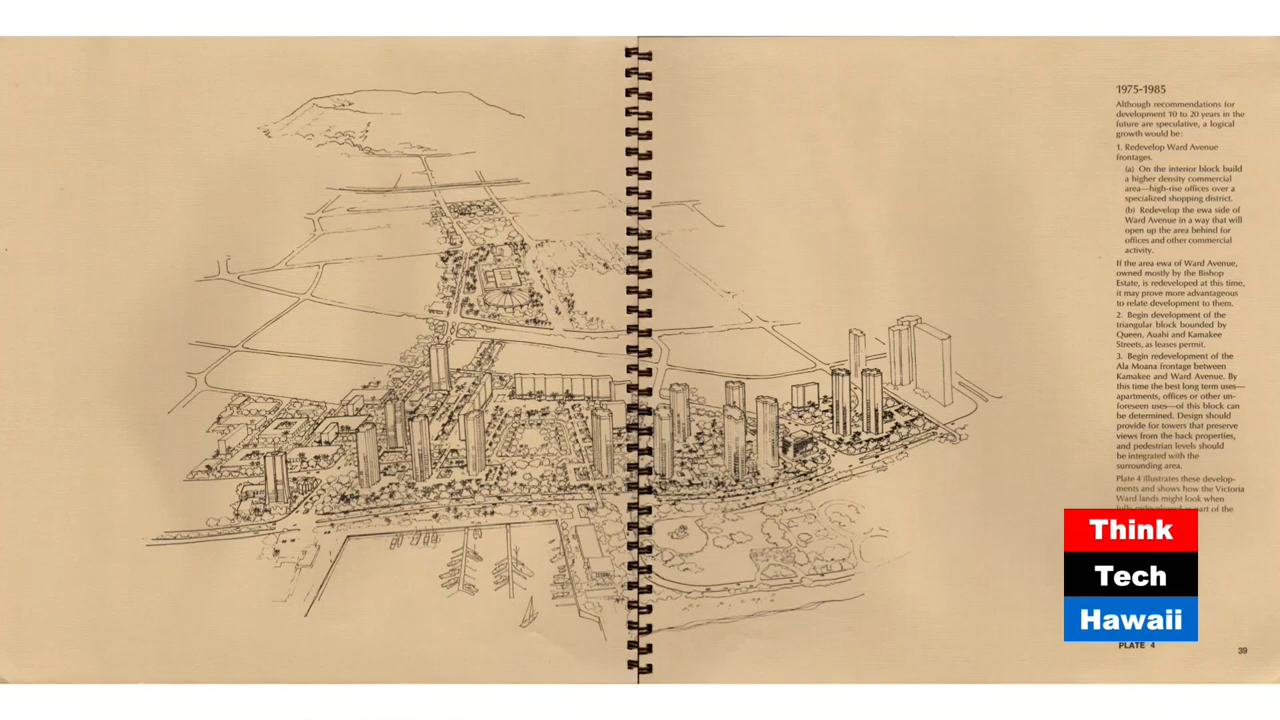 1975-1985
Although recommendations for
development 10 to 20 years in the
future are speculative, a logical
growth would be:
1. Redevelop Ward Avenue
frontages.
(a) On the interior block build
a higher density commercial
area—high-rise offices over a
specialized shopping district.
(b) Redevelop the ewa side of
Ward Avenue in a way that will
open up the area behind for
offices and other commercial
activity.
If the area ewa of Ward Avenue,
owned mostly by the Bishop
Estate, is redeveloped at this time,
it may prove more advantageous
to relate development to them.
2. Begin development of the
triangular block bounded by
Queen, Auahi and Kamakee
Streets, as leases permit.
3. Begin redevelopment of the
Ala Moana frontage between
Kamakee and Ward Avenue. By
this time the best long term uses—
apartments, offices or other un-
foreseen uses—of this block can
be determined. Design should
provide for towers that preserve
views from the back properties,
and pedestrian levels should
be integrated with the
surrounding area.
Plate 4 illustrates these develop-
ments and shows how the Victoria
Ward lands might look when
part of the
Think
Tech
Hawaii
PLATE 4
39